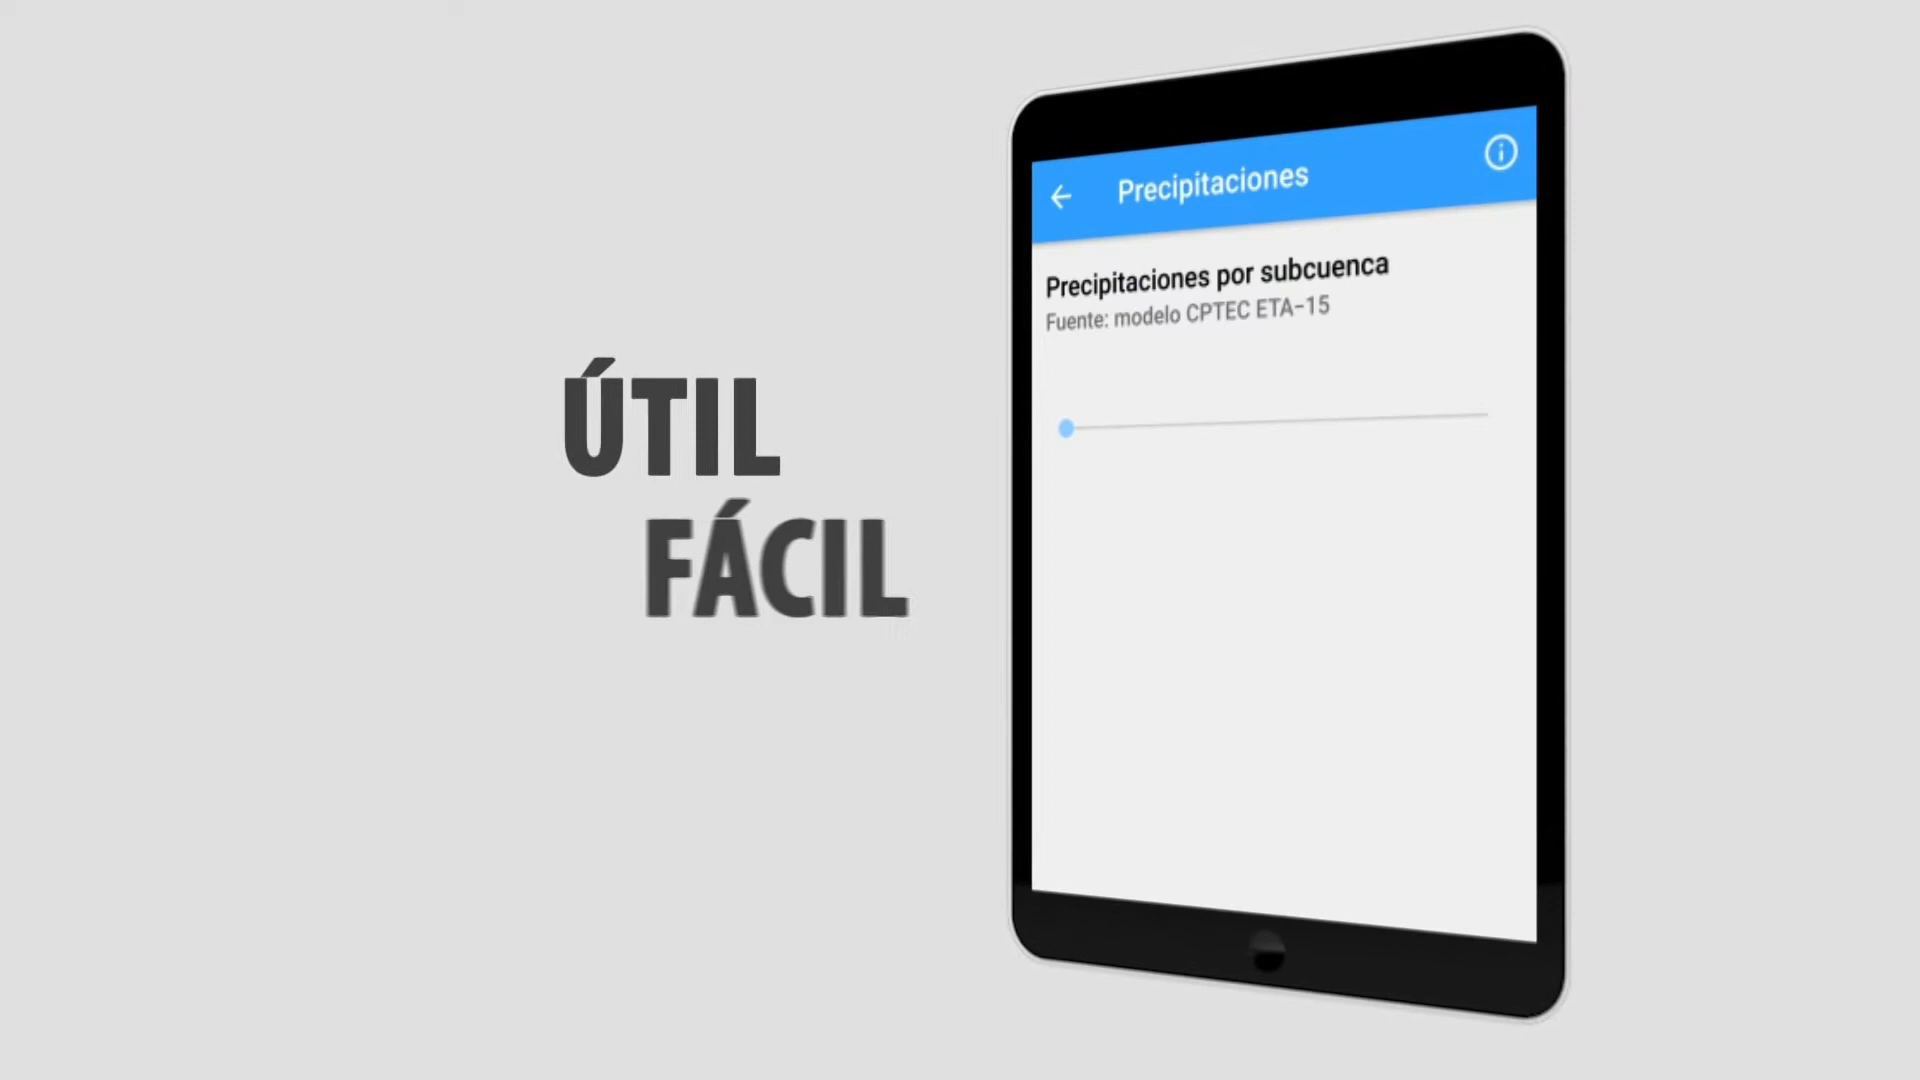 ÚTIL
FÁCIL
Precipitaciones
Precipitaciones por subcuenca
Fuente: modelo CPTEC ETA-15